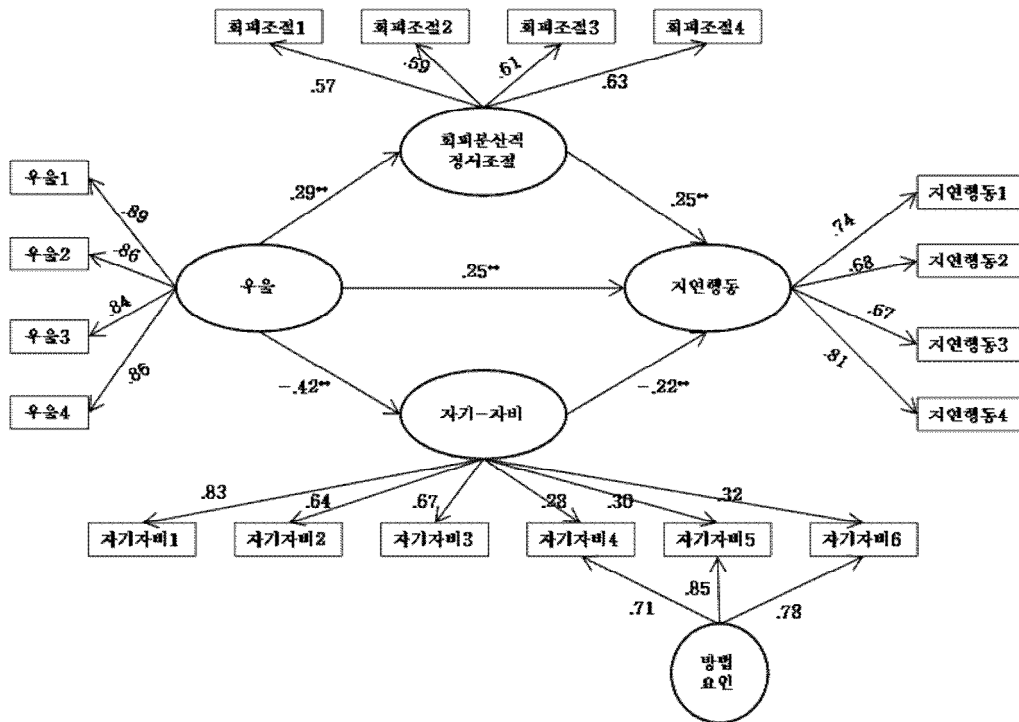 회피조절1
회피조절2
회피조절3
회피조절4
.57
.59
.61
.63
회피분산적
정서조절
우울1
우울2
우울3
우울4
.89
.86
.84
.86
.29**
.25**
우울
.25**
지연행동
지연행동1
지연행동2
지연행동3
지연행동4
.74
.68
.67
.81
-.42**
-.22**
자기-자비
.83
.64
.67
.28
.30
.32
자기자비1
자기자비2
자기자비3
자기자비4
자기자비5
자기자비6
.71
.85
.78
방법
요인